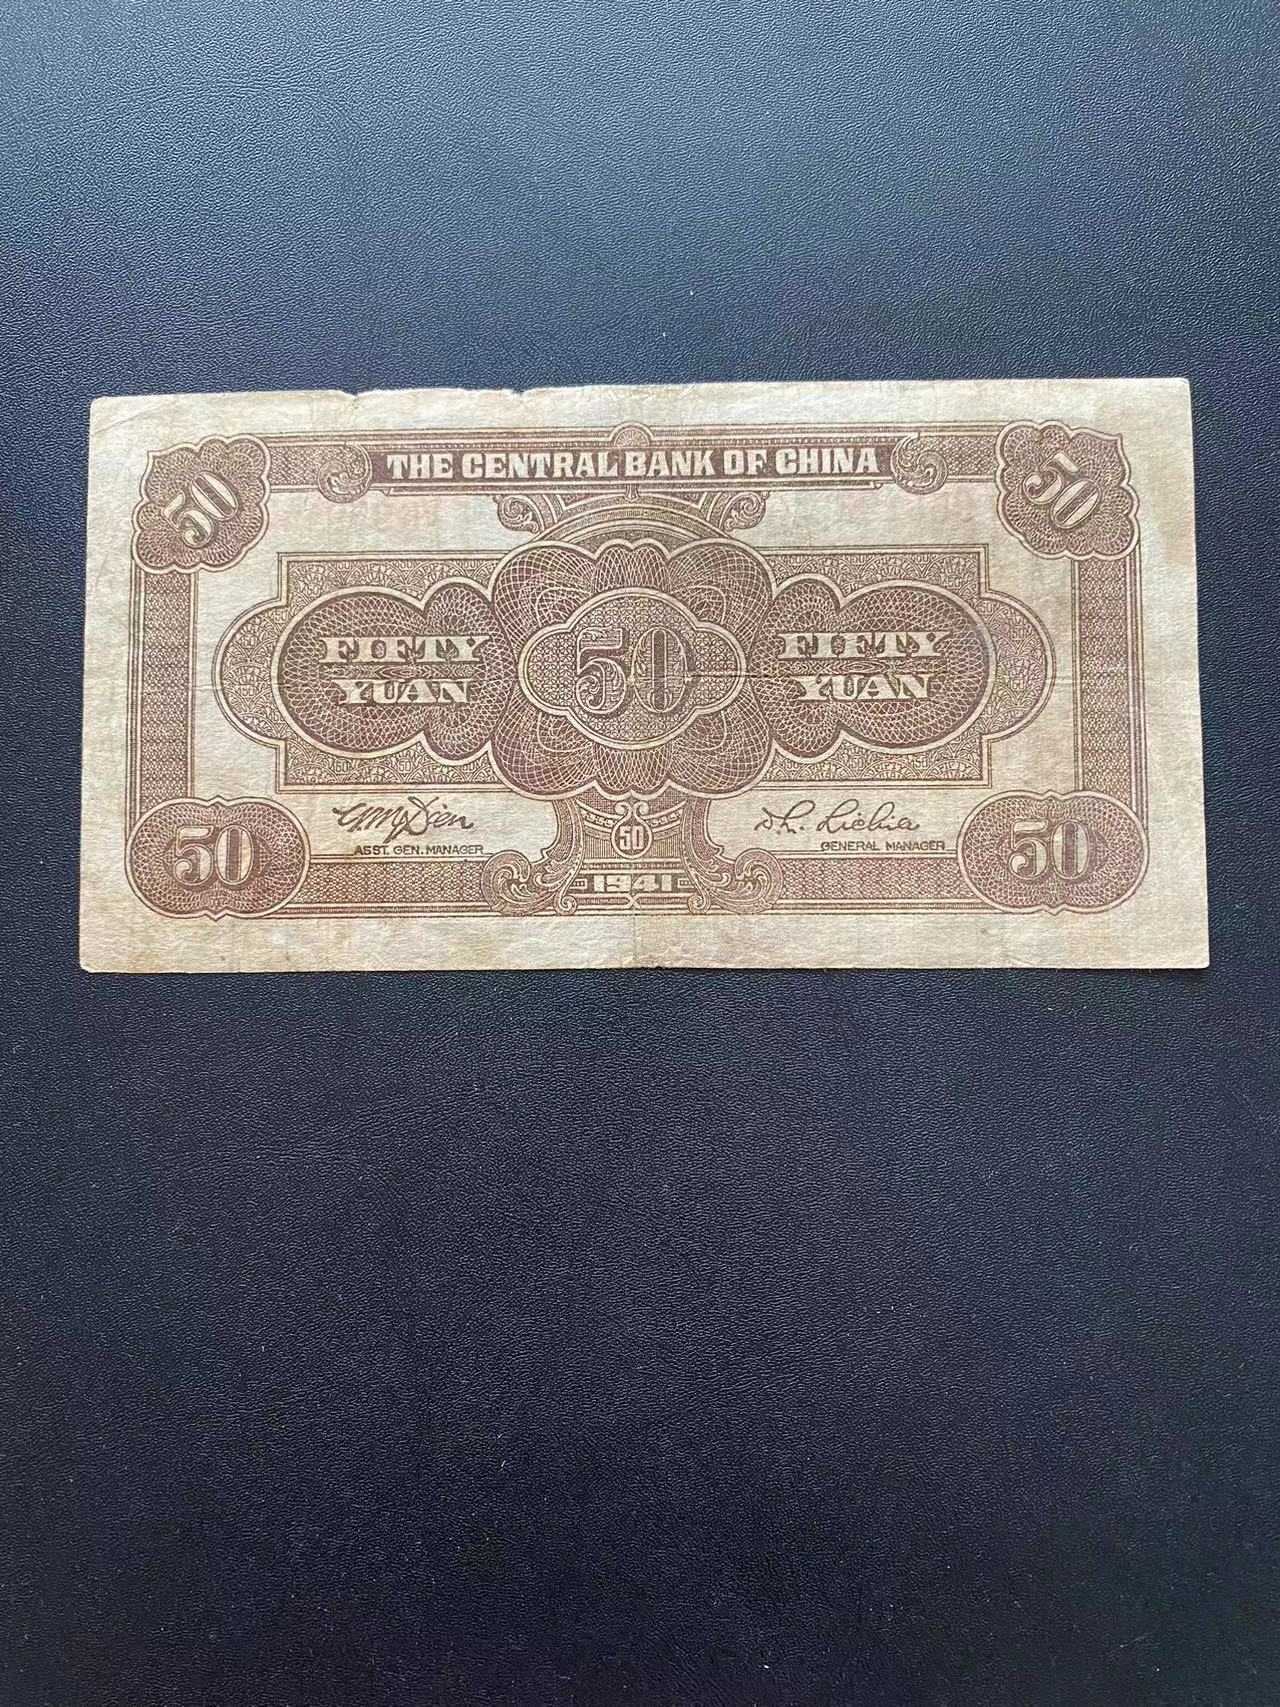 THE CENTRAL BANK OF CHINA
50 50
FIFTY YUAN
50
FIFTY YUAN
ASST. GEN. MANAGER
GENERAL MANAGER
50
50 50
1941